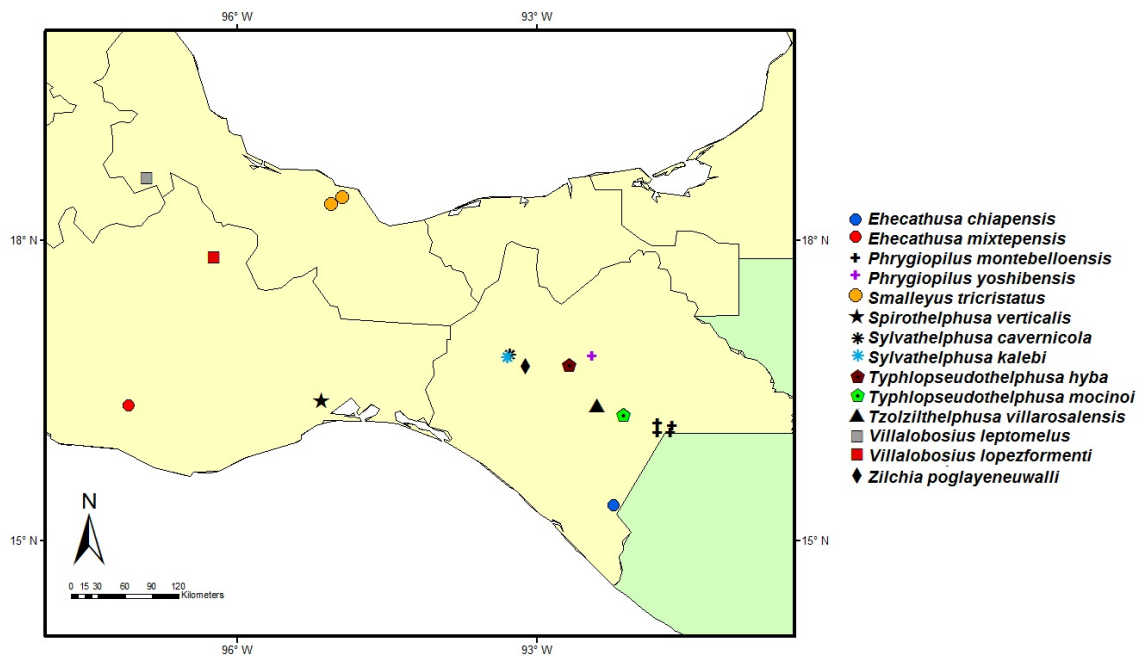 96° W 93° W
18° N 18° N
Ehecathusa chiapensis
Ehecathusa mixtepensis
Phrygiopilus montebelloensis
Phrygiopilus yoshibensis
Smalleyus tricristatus
Spirothelphusa verticalis
Sylvathelphusa cavernicola
Sylvathelphusa kalebi
Typhlopseudothelphusa hyba
Typhlopseudothelphusa mocinoi
Tzolzilthelphusa villarosalensis
Villalobosius leptomelus
Villalobosius lopezformenti
Zilchia poglayeneuwalli
N
15° N 15° N
0 15 30 60 90 120
Kilometers
96° W 93° W